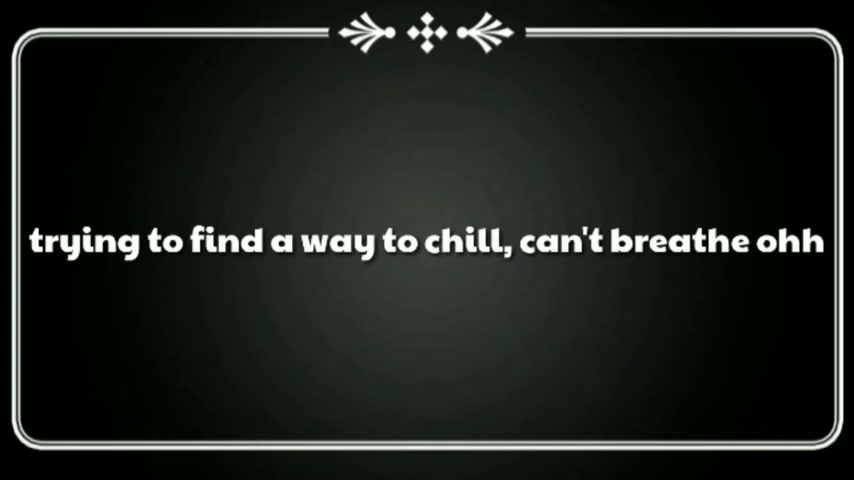 trying to find a way to chill, can't breathe ohh